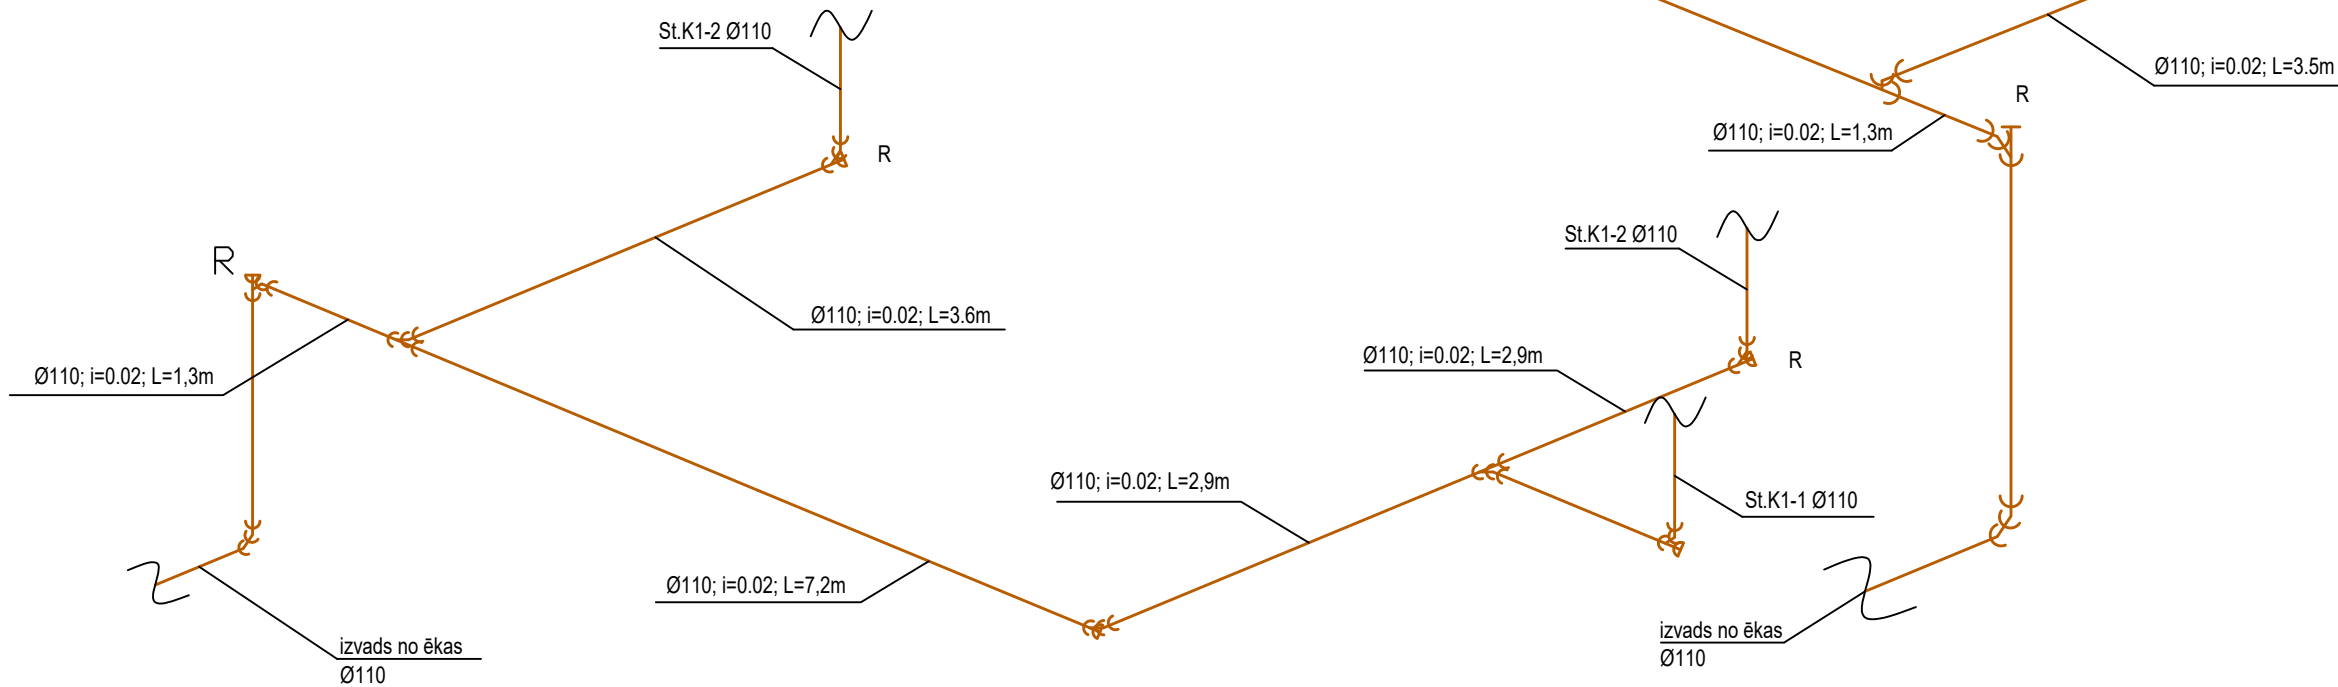 St.K1-2 Ø110
Ø110; i=0.02; L=3.5m
R
Ø110; i=0.02; L=1,3m
R
St.K1-2 Ø110
R
Ø110; i=0.02; L=3.6m
Ø110; i=0.02; L=2,9m
R
Ø110; i=0.02; L=1,3m
Ø110; i=0.02; L=2,9m
St.K1-1 Ø110
Ø110; i=0.02; L=7,2m
izvads no ēkas
Ø110
izvads no ēkas
Ø110